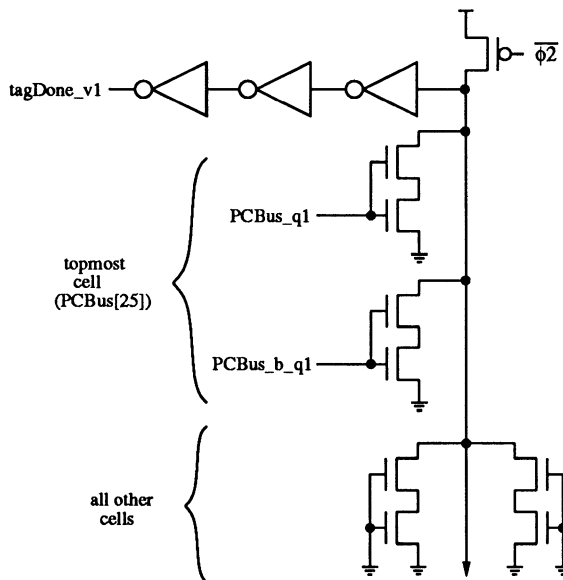 φ2
tagDone_v1
PCBus_q1
topmost
cell
(PCBus[25])
PCBus_b_q1
all other
cells